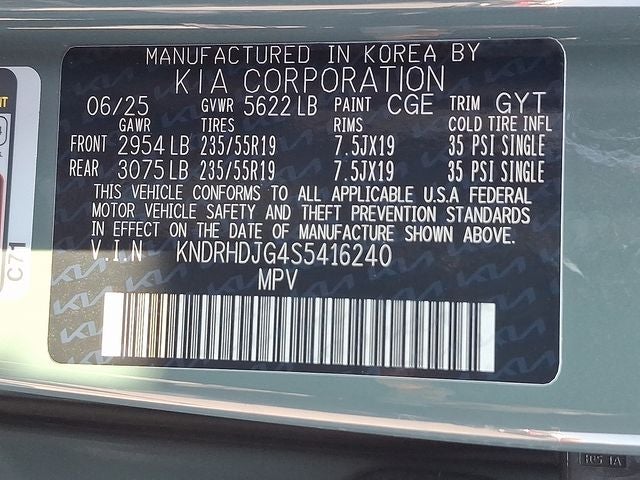 MANUFACTURED IN KOREA BY
KIA CORPORATION
06/25 GVWR 5622 LB PAINT CGE TRIM GYT
GAWR TIRES RIMS COLD TIRE INFL
FRONT 2954 LB 235/55R19 7.5JX19 35 PSI SINGLE
REAR 3075 LB 235/55R19 7.5JX19 35 PSI SINGLE
THIS VEHICLE CONFORMS TO ALL APPLICABLE U.S.A FEDERAL
MOTOR VEHICLE SAFETY AND THEFT PREVENTION STANDARDS
IN EFFECT ON THE DATE OF MANUFACTURE SHOWN ABOVE.
V.I.N KNDRHDJG4S5416240
MPV
C71